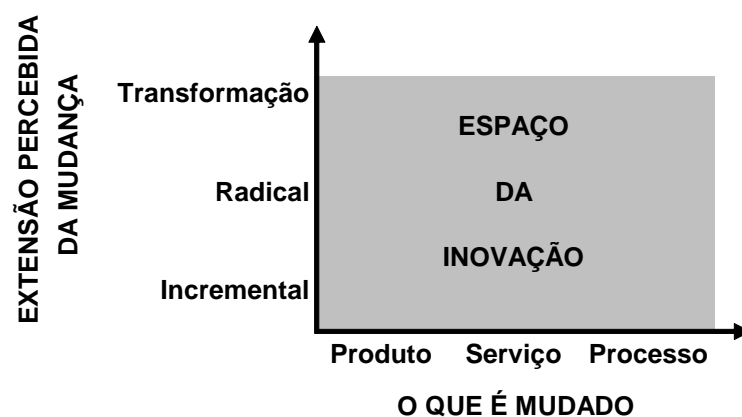 EXTENSÃO PERCEBIDA
DA MUDANÇA
Transformação
Radical
Incremental
ESPAÇO
DA
INOVAÇÃO
Produto Serviço Processo
O QUE É MUDADO